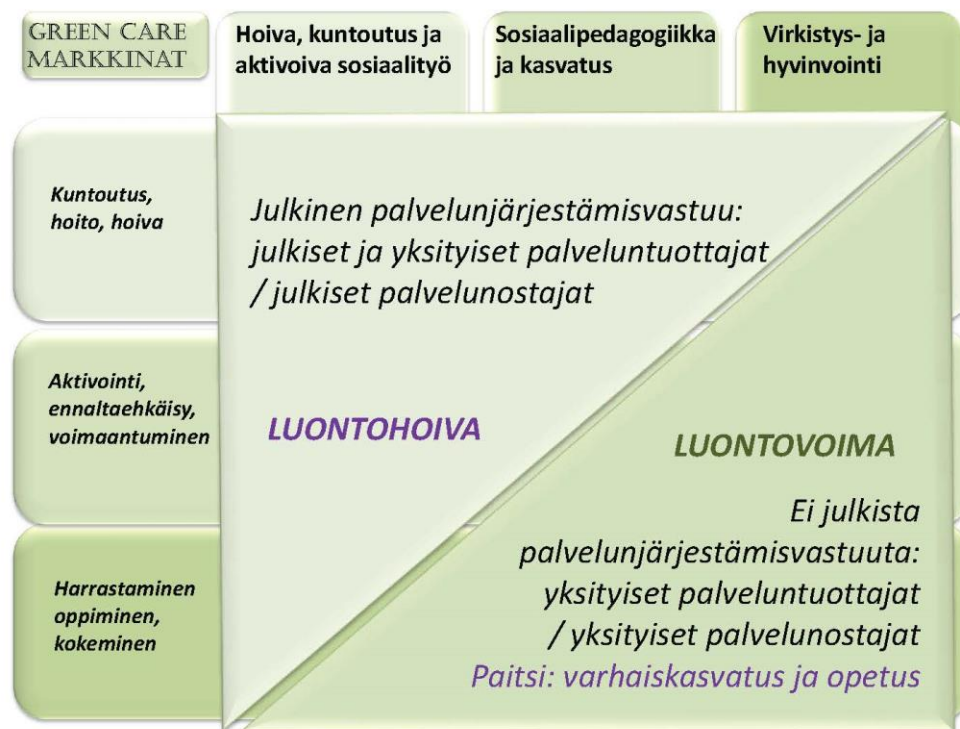 GREEN CARE
MARKKINAT
Hoiva, kuntoutus ja
aktivoiva sosiaalityö
Sosiaalipedagogiikka
ja kasvatus
Virkistys- ja
hyvinvointi
Kuntoutus,
hoito, hoiva
Julkinen palvelunjärjestämisvastuu:
julkiset ja yksityiset palveluntuottajat
/ julkiset palvelunostajat
Aktivointi,
ennaltaehkäisy,
voimaantuminen
LUONTOHOIVA
LUONTOVOIMA
Ei julkista
palvelunjärjestämisvastuuta:
yksityiset palveluntuottajat
/ yksityiset palvelunostajat
Paitsi: varhaiskasvatus ja opetus
Harrastaminen
oppiminen,
kokeminen